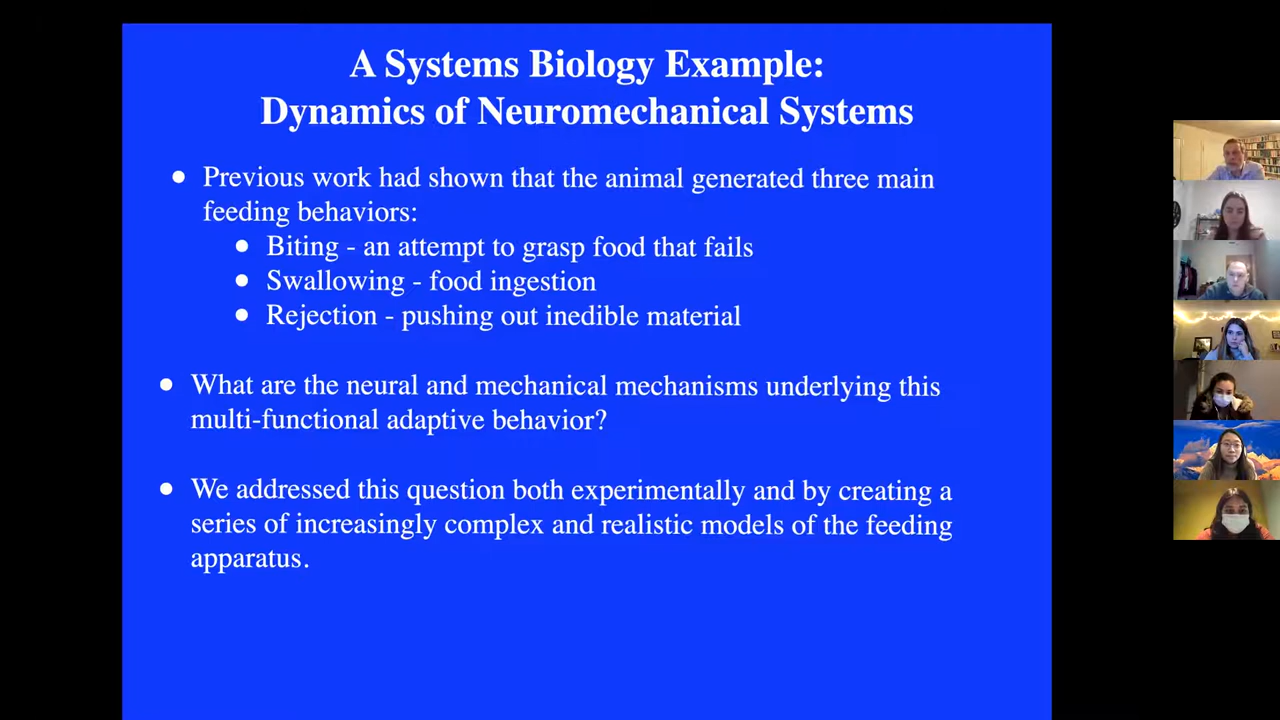 A Systems Biology Example:
Dynamics of Neuromechanical Systems
● Previous work had shown that the animal generated three main
feeding behaviors:
● Biting - an attempt to grasp food that fails
● Swallowing - food ingestion
● Rejection - pushing out inedible material
● What are the neural and mechanical mechanisms underlying this
multi-functional adaptive behavior?
● We addressed this question both experimentally and by creating a
series of increasingly complex and realistic models of the feeding
apparatus.